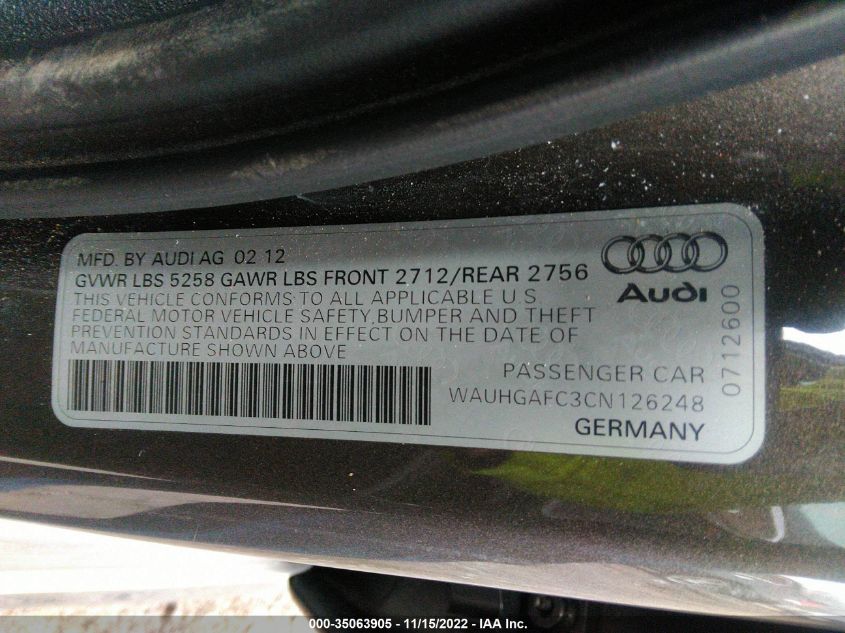 MFD. BY AUDI AG 02 12
GVWR LBS 5258 GAWR LBS FRONT 2712/REAR 2756
THIS VEHICLE CONFORMS TO ALL APPLICABLE U.S.
FEDERAL MOTOR VEHICLE SAFETY, BUMPER AND THEFT
PREVENTION STANDARDS IN EFFECT ON THE DATE OF
MANUFACTURE SHOWN ABOVE
Audi
0712600
PASSENGER CAR
WAUHGAFC3CN126248
GERMANY
000-35063905 - 11/15/2022 - IAA Inc.